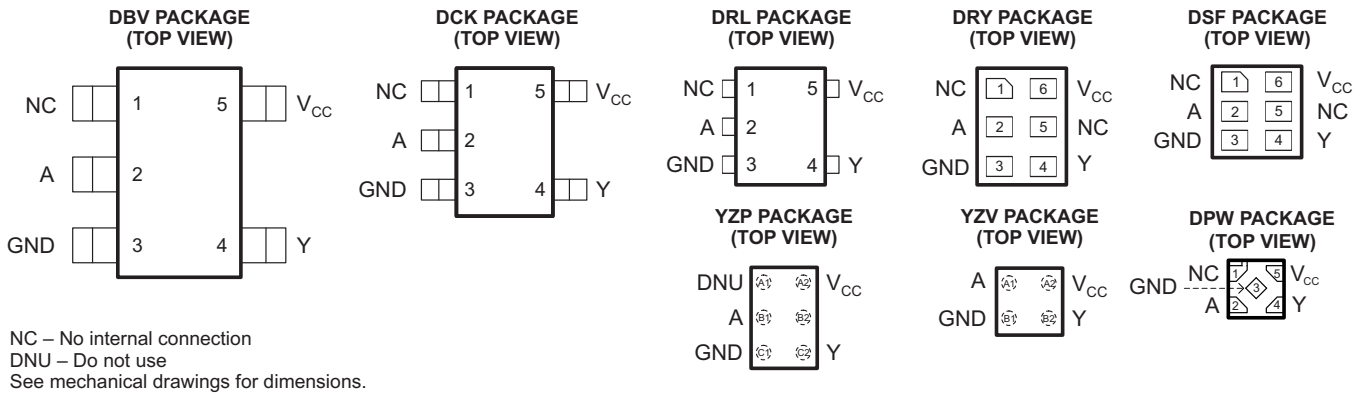 DBV PACKAGE
(TOP VIEW)
NC 1 5 VCC
A 2
GND 3 4 Y
DCK PACKAGE
(TOP VIEW)
NC 1 5 VCC
A 2
GND 3 4 Y
DRL PACKAGE
(TOP VIEW)
NC 1 5 VCC
A 2
GND 3 4 Y
DRY PACKAGE
(TOP VIEW)
NC 1 6 VCC
A 2 5 NC
GND 3 4 Y
DSF PACKAGE
(TOP VIEW)
NC 1 6 VCC
A 2 5 NC
GND 3 4 Y
YZP PACKAGE
(TOP VIEW)
DNU A1 A2 VCC
A B1 B2
GND C1 C2 Y
YZV PACKAGE
(TOP VIEW)
A A1 A2 VCC
GND B1 B2 Y
DPW PACKAGE
(TOP VIEW)
NC 1 5 VCC
GND 3
A 2 4 Y
NC – No internal connection
DNU – Do not use
See mechanical drawings for dimensions.